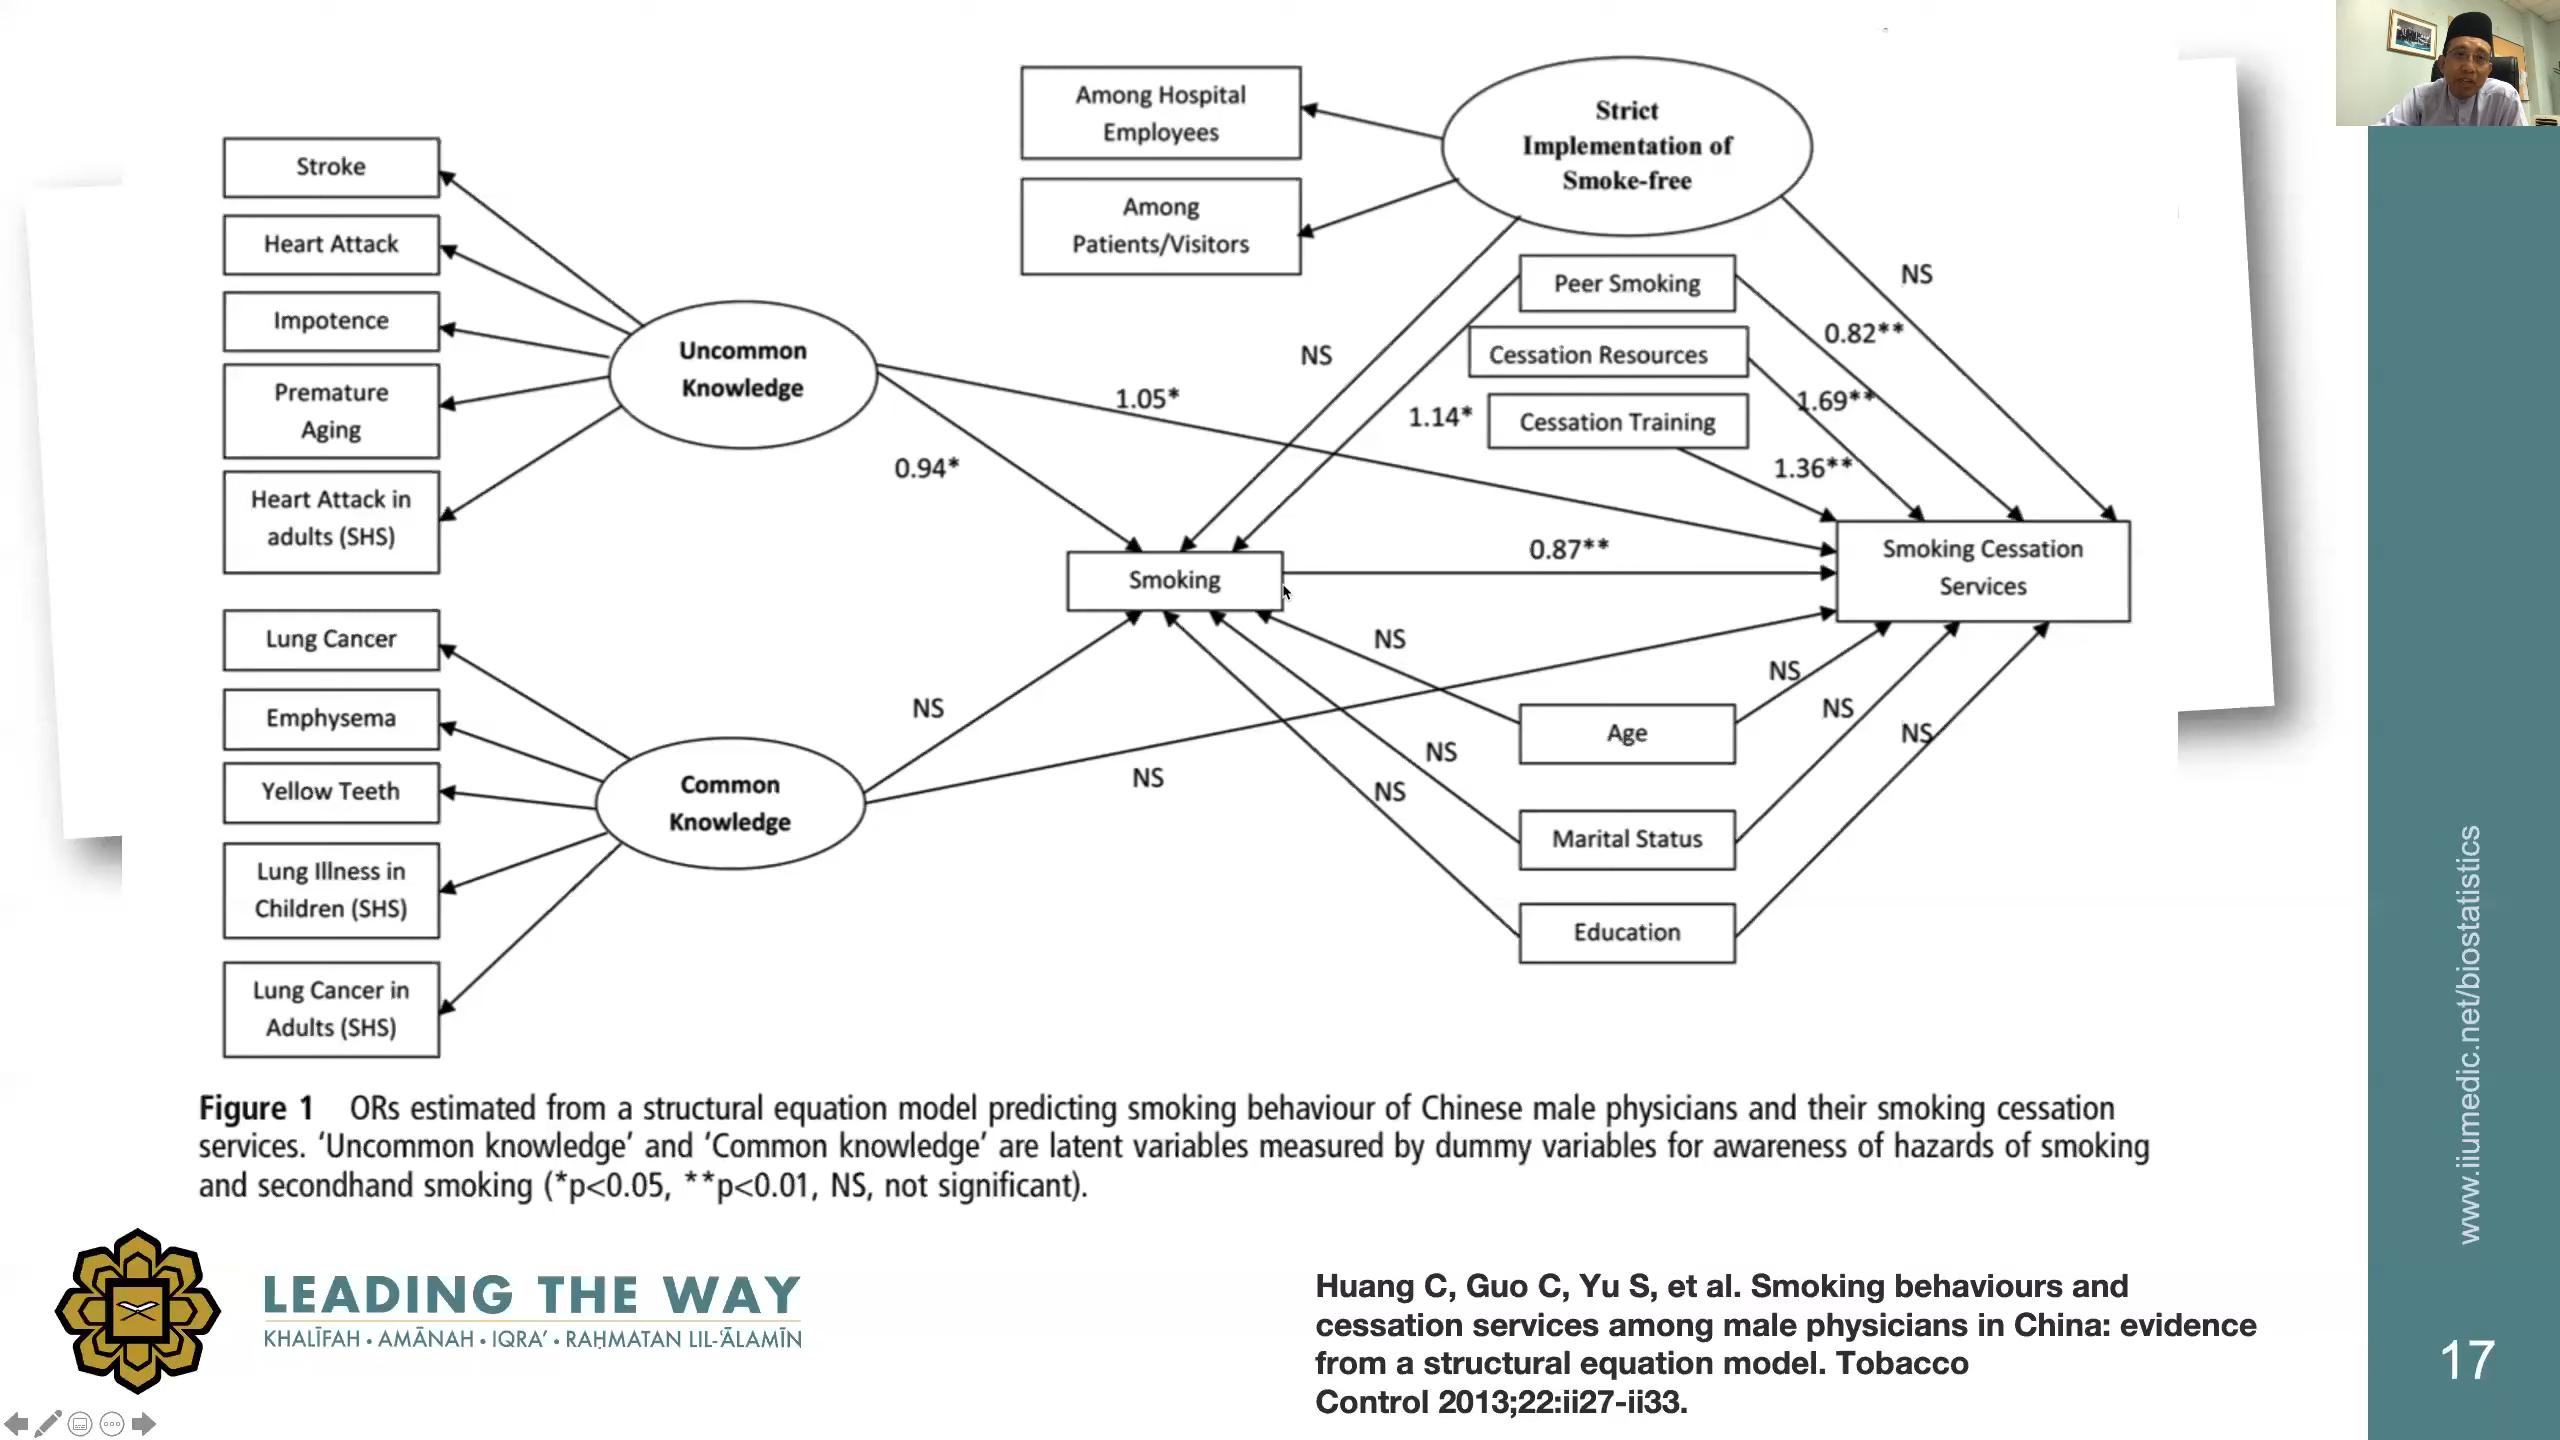 Among Hospital
Employees
Among
Patients/Visitors
Strict
Implementation of
Smoke-free
Stroke
Heart Attack
Impotence
Premature
Aging
Heart Attack in
adults (SHS)
Uncommon
Knowledge
Lung Cancer
Emphysema
Yellow Teeth
Lung Illness in
Children (SHS)
Lung Cancer in
Adults (SHS)
Common
Knowledge
Peer Smoking
Cessation Resources
Cessation Training
NS
NS
0.82**
1.69**
1.14*
1.36**
1.05*
0.94*
Smoking
0.87**
Smoking Cessation
Services
NS
NS
NS
NS
NS
NS
NS
NS
Age
Marital Status
Education
Figure 1 ORs estimated from a structural equation model predicting smoking behaviour of Chinese male physicians and their smoking cessation
services. ‘Uncommon knowledge’ and ‘Common knowledge’ are latent variables measured by dummy variables for awareness of hazards of smoking
and secondhand smoking (*p<0.05, **p<0.01, NS, not significant).
LEADING THE WAY
KHALĪFAH • AMĀNAH • IQRA’ • RAḤMATAN LIL-ʿĀLAMĪN
Huang C, Guo C, Yu S, et al. Smoking behaviours and
cessation services among male physicians in China: evidence
from a structural equation model. Tobacco
Control 2013;22:ii27-ii33.
www.iiumedic.net/biostatistics
17